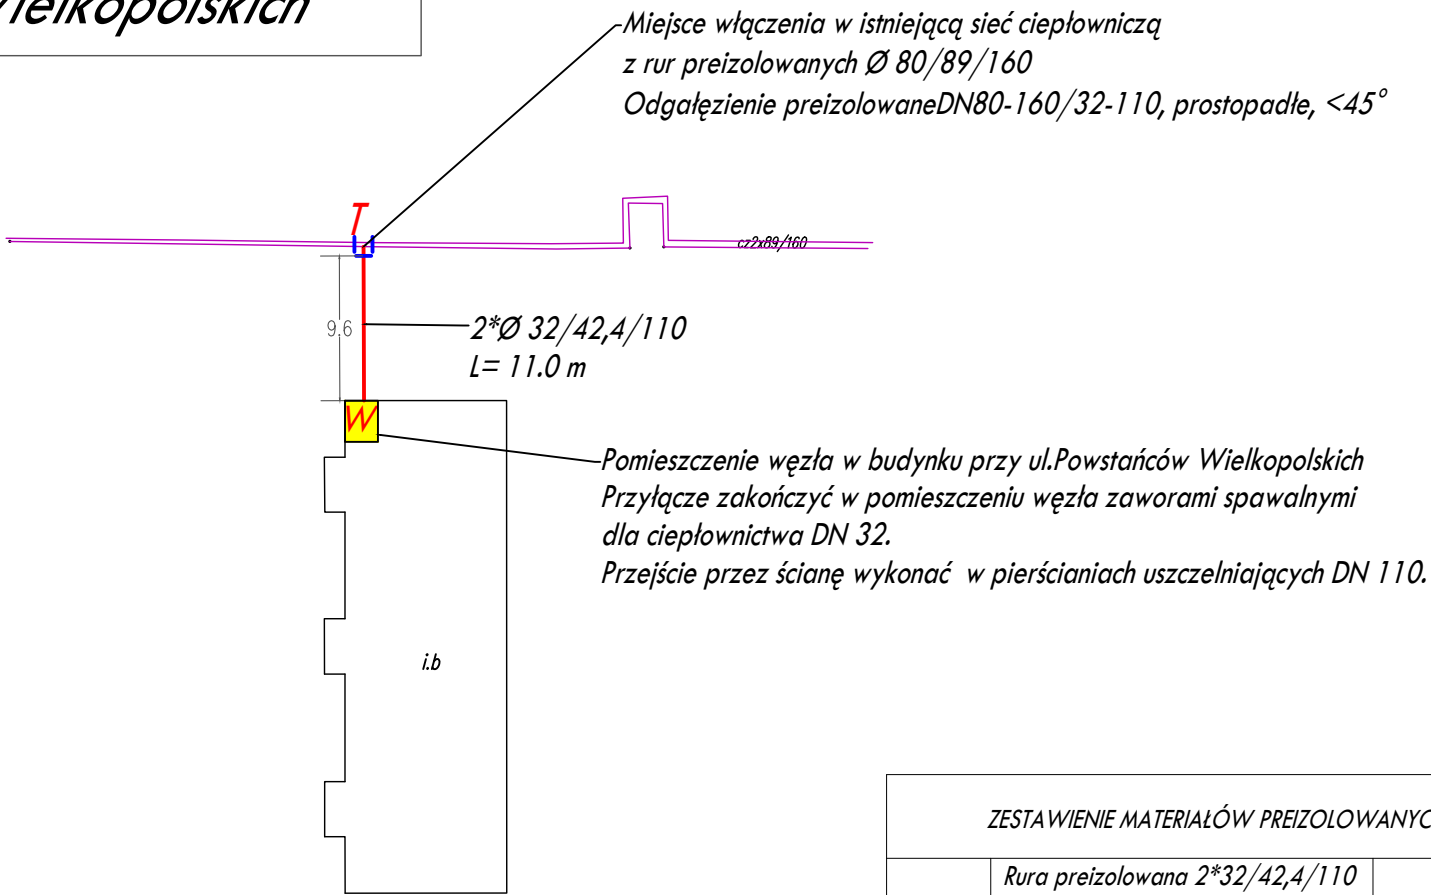 Wielkopolskich
Miejsce włączenia w istniejącą sieć ciepłowniczą
z rur preizolowanych Ø 80/89/160
Odgałęzienie preizolowaneDN80-160/32-110, prostopadłe, <45°
T
cz2x89/160
9.6
2*Ø 32/42,4/110
L= 11.0 m
W
Pomieszczenie węzła w budynku przy ul.Powstańców Wielkopolskich
Przyłącze zakończyć w pomieszczeniu węzła zaworami spawalnymi
dla ciepłownictwa DN 32.
Przejście przez ścianę wykonać w pierścianiach uszczelniających DN 110.
i.b
ZESTAWIENIE MATERIAŁÓW PREIZOLOWANYC
Rura preizolowana 2*32/42,4/110